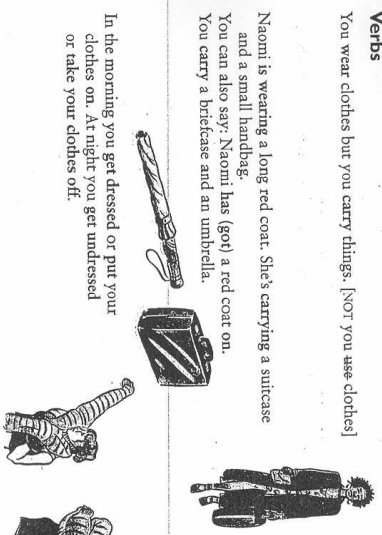 Verbs
You wear clothes but you carry things. [NOT you use clothes]
Naomi is wearing a long red coat. She's carrying a suitcase
and a small handbag.
You can also say: Naomi has (got) a red coat on.
You carry a briefcase and an umbrella.
In the morning you get dressed or put your
clothes on. At night you get undressed
or take your clothes off.